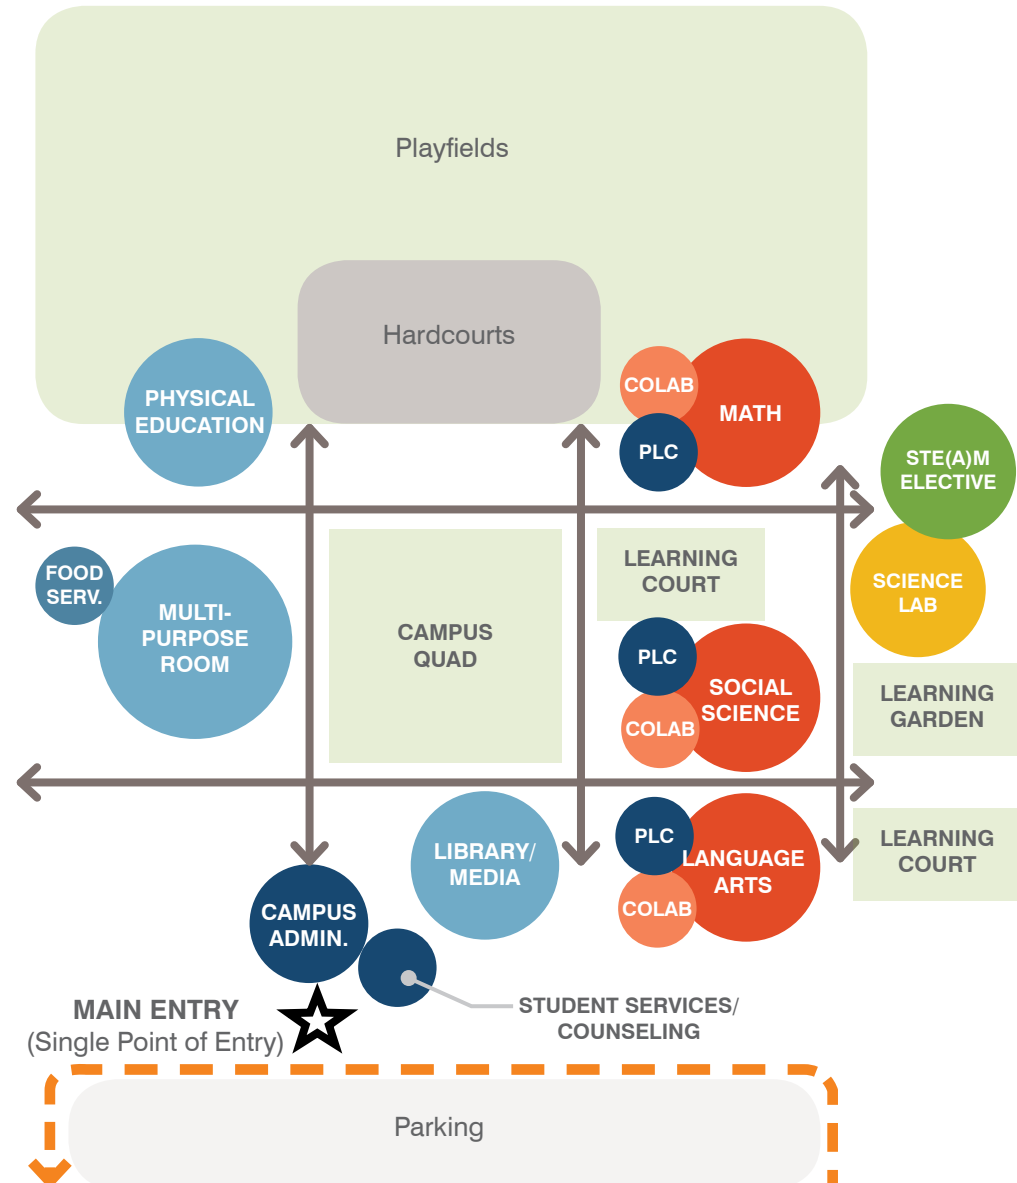 Playfields
Hardcourts
PHYSICAL
EDUCATION
COLAB
MATH
PLC
STE(A)M
ELECTIVE
FOOD
SERV.
MULTI-
PURPOSE
ROOM
CAMPUS
QUAD
LEARNING
COURT
SCIENCE
LAB
PLC
SOCIAL
SCIENCE
COLAB
LEARNING
GARDEN
LIBRARY/
MEDIA
PLC
LANGUAGE
ARTS
COLAB
LEARNING
COURT
CAMPUS
ADMIN.
MAIN ENTRY
(Single Point of Entry)
STUDENT SERVICES/
COUNSELING
Parking